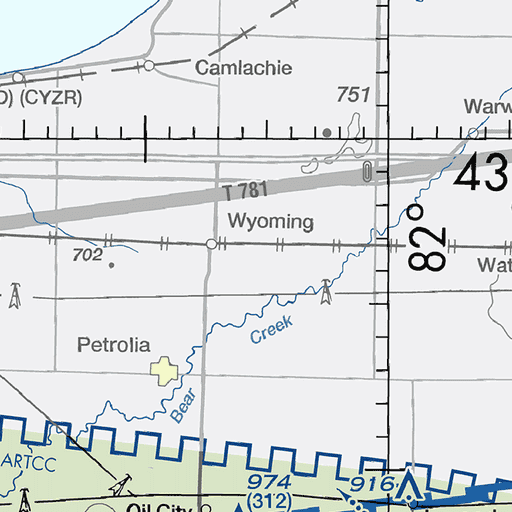 Camlachie
D) (CYZR)
751
Warw
43
T 781
82°
Wyoming
702
Wat
Creek
Petrolia
Bear
ARTCC
974
(312)
916
Oil City